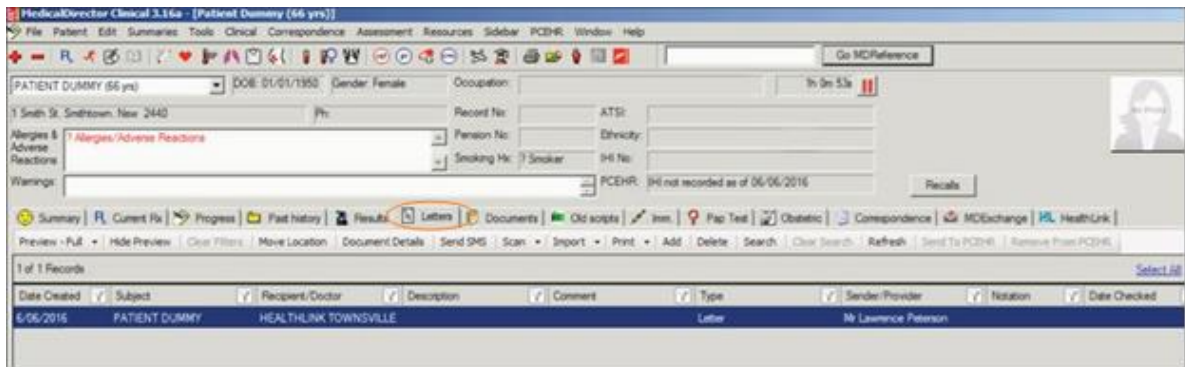 MedicalDirector Clinical 3.16a - [Patient Dummy (66 yrs)]
File Patient Edit Summaries Tools Clinical Correspondence Assessment Resources Sidebar PCEHR Window Help
Go MDReference
PATIENT DUMMY (66 yrs) DOB: 01/01/1950 Gender: Female Occupation: 1h 0m 53s
1 Smith St. Smithtown. New 2440 Ph: Record No: ATSI:
Allergies & Adverse Reactions: ? Allergies/Adverse Reactions Pension No: Ethnicity:
Smoking Hx: ? Smoker IHI No:
Warnings: PCEHR: IHI not recorded as of 06/06/2016 Recalls
Summary Current Rx Progress Past history Results Letters Documents Old scripts Imm. Pap Test Obstetric Correspondence MDExchange HealthLink
Preview - Full Hide Preview Clear Filters Move Location Document Details Send SMS Scan Import Print Add Delete Search Clear Search Refresh Send To PCEHR Remove From PCEHR
1 of 1 Records Select All
Date Created Subject Recipient/Doctor Description Comment Type Sender/Provider Notation Date Checked
6/06/2016 PATIENT DUMMY HEALTHLINK TOWNSVILLE Letter Mr Lawrence Peterson